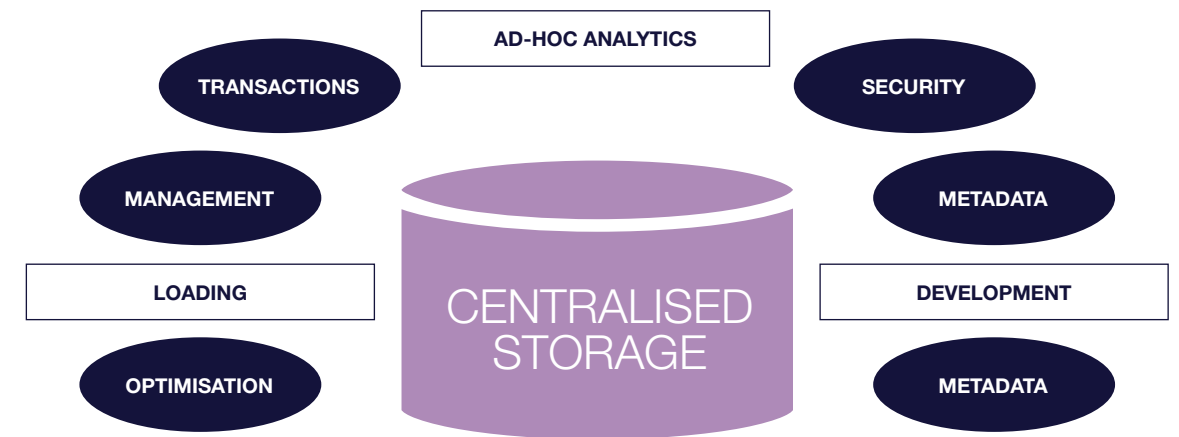 AD-HOC ANALYTICS
TRANSACTIONS
SECURITY
MANAGEMENT
METADATA
LOADING
DEVELOPMENT
CENTRALISED
STORAGE
OPTIMISATION
METADATA